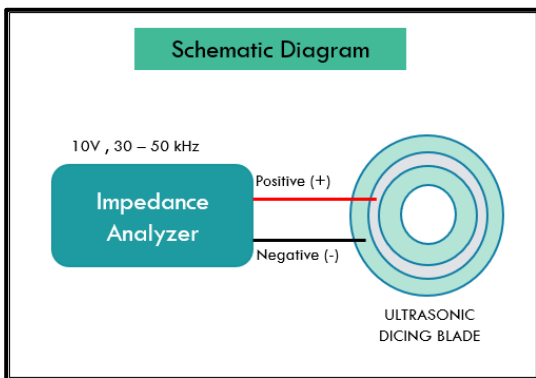 Schematic Diagram
10V , 30 – 50 kHz
Impedance
Analyzer
Positive (+)
Negative (-)
ULTRASONIC
DICING BLADE